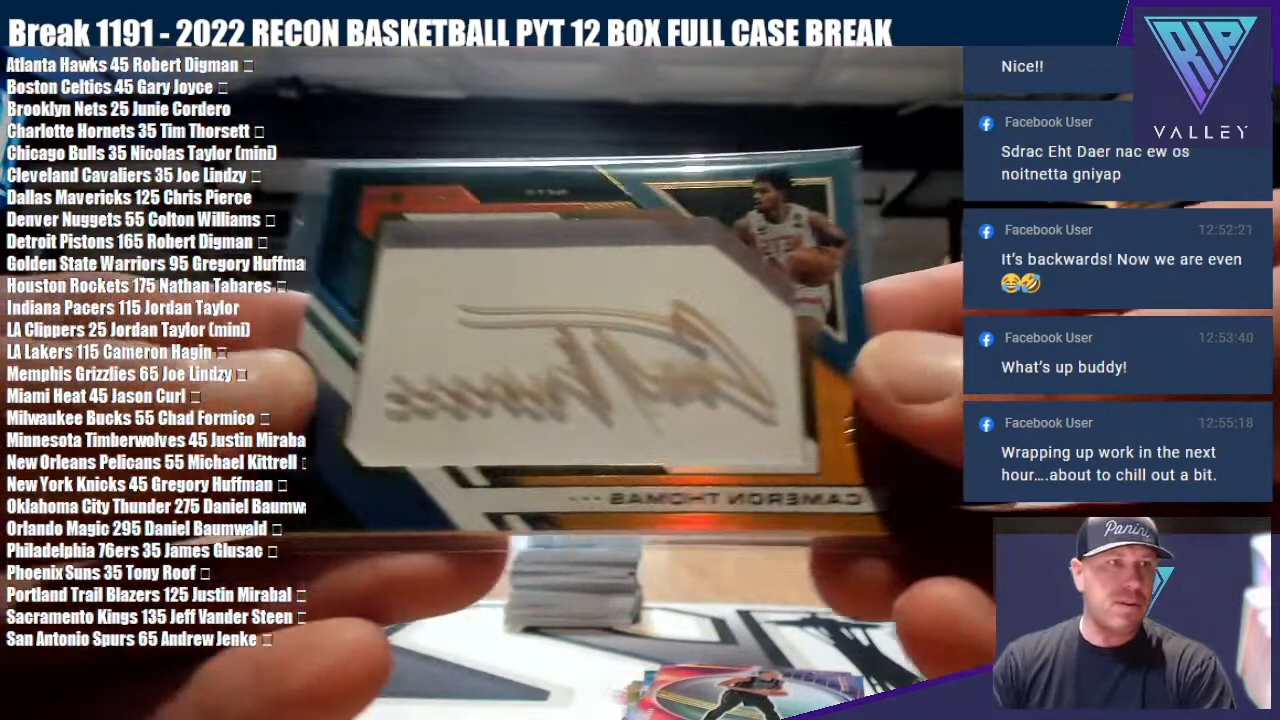 Break 1191 - 2022 RECON BASKETBALL PYT 12 BOX FULL CASE BREAK
Atlanta Hawks 45 Robert Digman
Boston Celtics 45 Gary Joyce
Brooklyn Nets 25 Junie Cordero
Charlotte Hornets 35 Tim Thorsett
Chicago Bulls 35 Nicolas Taylor (mini)
Cleveland Cavaliers 35 Joe Lindzy
Dallas Mavericks 125 Chris Pierce
Denver Nuggets 55 Colton Williams
Detroit Pistons 165 Robert Digman
Golden State Warriors 95 Gregory Huffma
Houston Rockets 175 Nathan Tabares
Indiana Pacers 115 Jordan Taylor
LA Clippers 25 Jordan Taylor (mini)
LA Lakers 115 Cameron Hagin
Memphis Grizzlies 65 Joe Lindzy
Miami Heat 45 Jason Curl
Milwaukee Bucks 55 Chad Formico
Minnesota Timberwolves 45 Justin Miraba
New Orleans Pelicans 55 Michael Kittrell
New York Knicks 45 Gregory Huffman
Oklahoma City Thunder 275 Daniel Baumwa
Orlando Magic 295 Daniel Baumwald
Philadelphia 76ers 35 James Glusac
Phoenix Suns 35 Tony Roof
Portland Trail Blazers 125 Justin Mirabal
Sacramento Kings 135 Jeff Vander Steen
San Antonio Spurs 65 Andrew Jenke
CAMERON THOMAS
Nice!!
Facebook User
Sdrac Eht Daer nac ew os
noitnetta gniyap
Facebook User 12:52:21
It's backwards! Now we are even
😂🤣
Facebook User 12:53:40
What's up buddy!
Facebook User 12:55:18
Wrapping up work in the next
hour....about to chill out a bit.
RIP
VALLEY
Panini